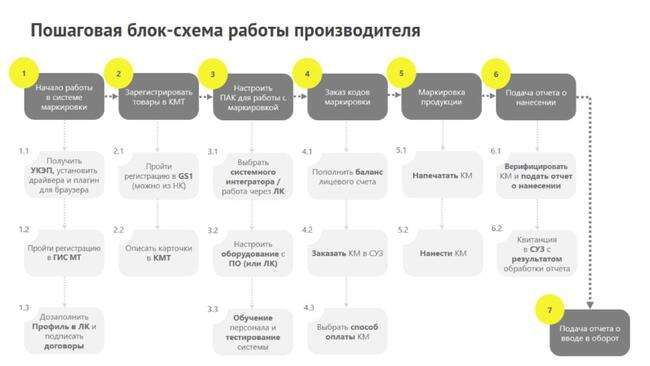 Пошаговая блок-схема работы производителя
1
Начало работы
в системе
маркировки
2
Зарегистрировать
товары в КМТ
3
Настроить
ПАК для работы с
маркировкой
4
Заказ кодов
маркировки
5
Маркировка
продукции
6
Подача отчета о
нанесении
1.1
Получить
УКЭП, установить
драйвера и плагин
для браузера
2.1
Пройти
регистрацию в GS1
(можно из НК)
3.1
Выбрать
системного
интегратора /
работа через ЛК
4.1
Пополнить баланс
лицевого счета
5.1
Напечатать КМ
6.1
Верифицировать
КМ и подать отчет
о нанесении
1.2
Пройти регистрацию
в ГИС МТ
2.2
Описать карточки
в КМТ
3.2
Настроить
оборудование с
ПО (или ЛК)
4.2
Заказать КМ в СУЗ
5.2
Нанести КМ
6.2
Квитанция
в СУЗ с
результатом
обработки отчета
1.3
Дозаполнить
Профиль в ЛК и
подписать
договоры
3.3
Обучение
персонала и
тестирование
системы
4.3
Выбрать способ
оплаты КМ
7
Подача отчета о
вводе в оборот